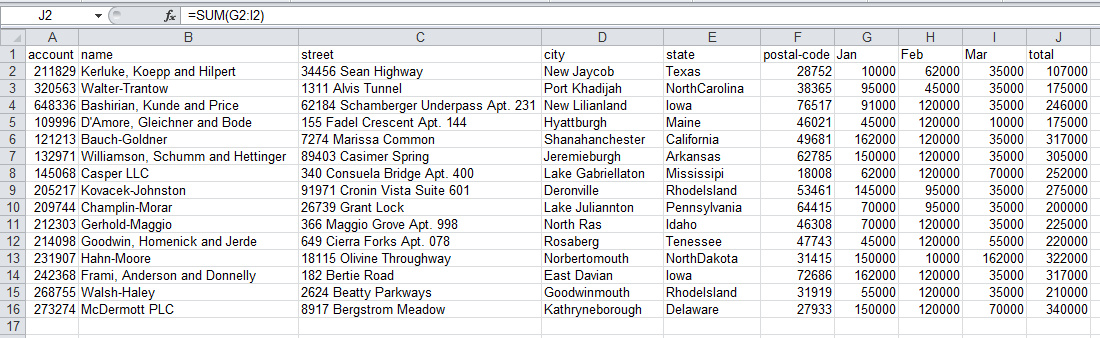 J2 fx =SUM(G2:I2)
A B C D E F G H I J
1 account name street city state postal-code Jan Feb Mar total
2 211829 Kerluke, Koepp and Hilpert 34456 Sean Highway New Jaycob Texas 28752 10000 62000 35000 107000
3 320563 Walter-Trantow 1311 Alvis Tunnel Port Khadijah NorthCarolina 38365 95000 45000 35000 175000
4 648336 Bashirian, Kunde and Price 62184 Schamberger Underpass Apt. 231 New Lilianland Iowa 76517 91000 120000 35000 246000
5 109996 D'Amore, Gleichner and Bode 155 Fadel Crescent Apt. 144 Hyattburgh Maine 46021 45000 120000 10000 175000
6 121213 Bauch-Goldner 7274 Marissa Common Shanahanchester California 49681 162000 120000 35000 317000
7 132971 Williamson, Schumm and Hettinger 89403 Casimer Spring Jeremieburgh Arkansas 62785 150000 120000 35000 305000
8 145068 Casper LLC 340 Consuela Bridge Apt. 400 Lake Gabriellaton Mississipi 18008 62000 120000 70000 252000
9 205217 Kovacek-Johnston 91971 Cronin Vista Suite 601 Deronville RhodeIsland 53461 145000 95000 35000 275000
10 209744 Champlin-Morar 26739 Grant Lock Lake Juliannton Pennsylvania 64415 70000 95000 35000 200000
11 212303 Gerhold-Maggio 366 Maggio Grove Apt. 998 North Ras Idaho 46308 70000 120000 35000 225000
12 214098 Goodwin, Homenick and Jerde 649 Cierra Forks Apt. 078 Rosaberg Tenessee 47743 45000 120000 55000 220000
13 231907 Hahn-Moore 18115 Olivine Throughway Norbertomouth NorthDakota 31415 150000 10000 162000 322000
14 242368 Frami, Anderson and Donnelly 182 Bertie Road East Davian Iowa 72686 162000 120000 35000 317000
15 268755 Walsh-Haley 2624 Beatty Parkways Goodwinmouth RhodeIsland 31919 55000 120000 35000 210000
16 273274 McDermott PLC 8917 Bergstrom Meadow Kathryneborough Delaware 27933 150000 120000 70000 340000
17